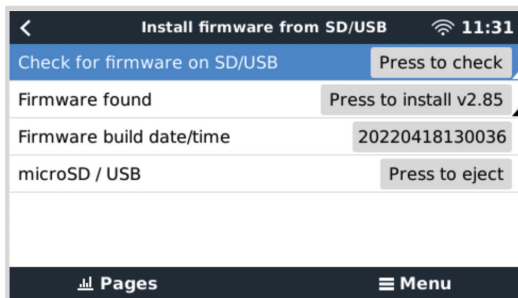 Install firmware from SD/USB 11:31
Check for firmware on SD/USB Press to check
Firmware found Press to install v2.85
Firmware build date/time 20220418130036
microSD / USB Press to eject
Pages Menu